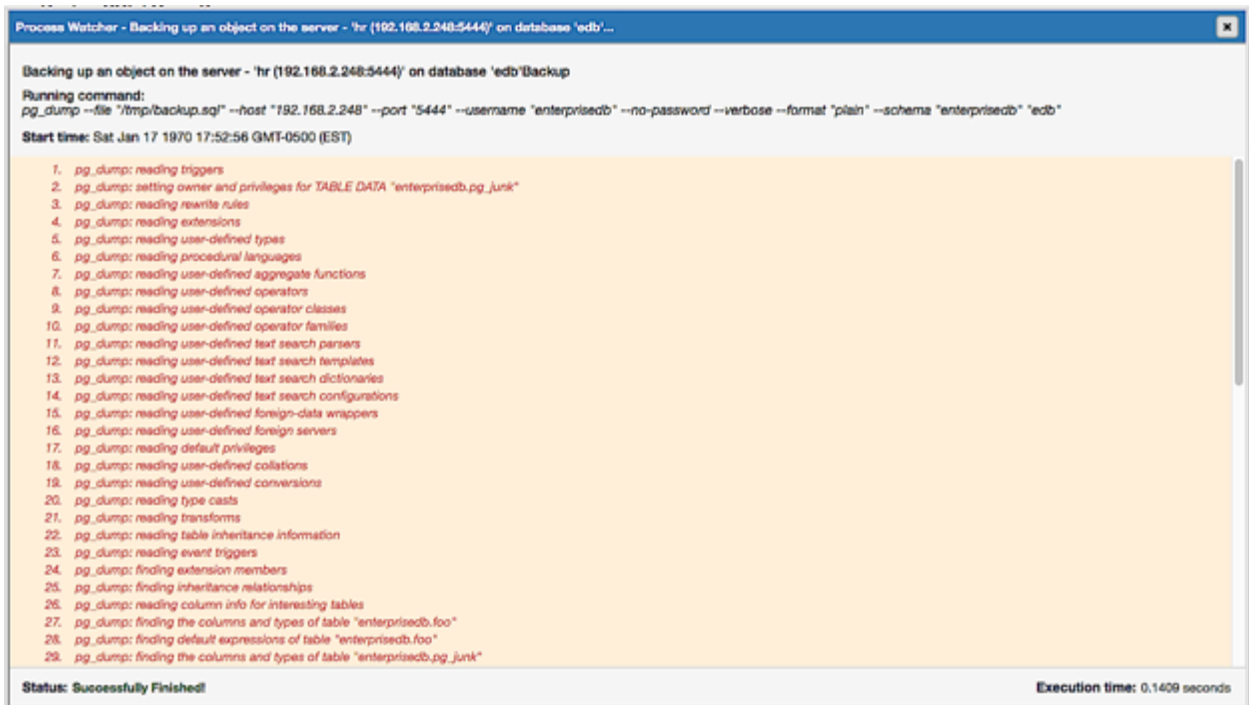 Process Watcher - Backing up an object on the server - 'hr (192.168.2.248:5444)' on database 'edb'...
Backing up an object on the server - 'hr (192.168.2.248:5444)' on database 'edb'Backup
Running command:
pg_dump --file "/tmp/backup.sql" --host "192.168.2.248" --port "5444" --username "enterprisedb" --no-password --verbose --format "plain" --schema "enterprisedb" "edb"
Start time: Sat Jan 17 1970 17:52:56 GMT-0500 (EST)
1. pg_dump: reading triggers
2. pg_dump: setting owner and privileges for TABLE DATA "enterprisedb.pg_junk"
3. pg_dump: reading rewrite rules
4. pg_dump: reading extensions
5. pg_dump: reading user-defined types
6. pg_dump: reading procedural languages
7. pg_dump: reading user-defined aggregate functions
8. pg_dump: reading user-defined operators
9. pg_dump: reading user-defined operator classes
10. pg_dump: reading user-defined operator families
11. pg_dump: reading user-defined text search parsers
12. pg_dump: reading user-defined text search templates
13. pg_dump: reading user-defined text search dictionaries
14. pg_dump: reading user-defined text search configurations
15. pg_dump: reading user-defined foreign-data wrappers
16. pg_dump: reading user-defined foreign servers
17. pg_dump: reading default privileges
18. pg_dump: reading user-defined collations
19. pg_dump: reading user-defined conversions
20. pg_dump: reading type casts
21. pg_dump: reading transforms
22. pg_dump: reading table inheritance information
23. pg_dump: reading event triggers
24. pg_dump: finding extension members
25. pg_dump: finding inheritance relationships
26. pg_dump: reading column info for interesting tables
27. pg_dump: finding the columns and types of table "enterprisedb.foo"
28. pg_dump: finding default expressions of table "enterprisedb.foo"
29. pg_dump: finding the columns and types of table "enterprisedb.pg_junk"
Status: Successfully Finished! Execution time: 0.1409 seconds